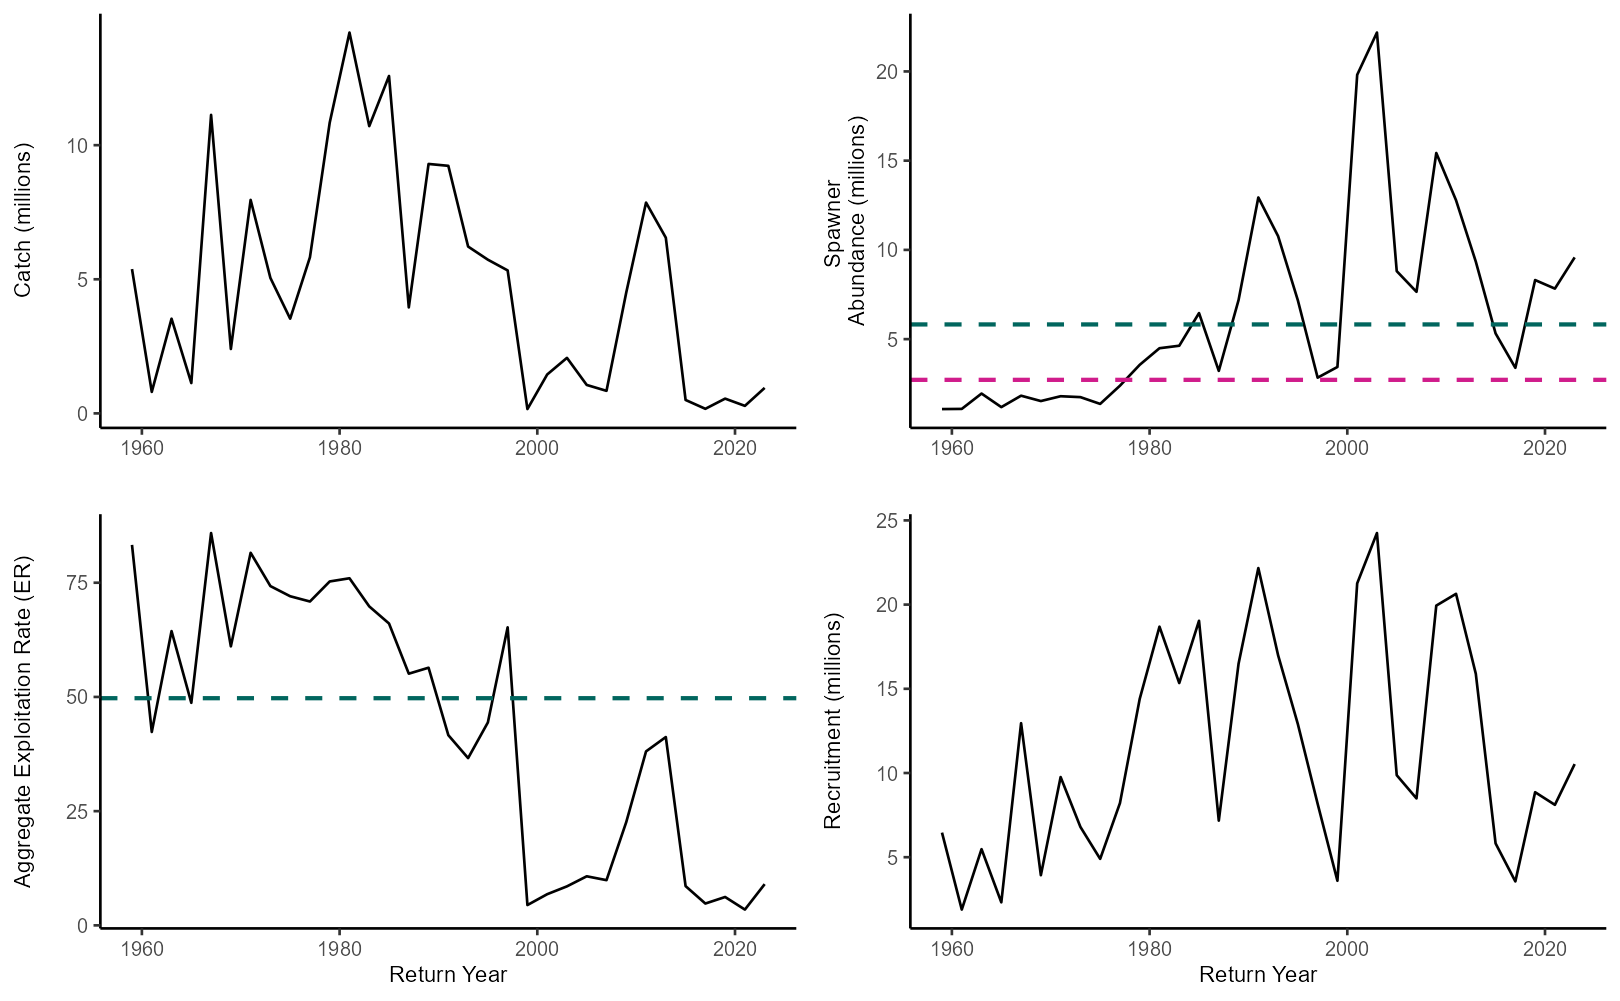 Catch (millions)
10
5
0
1960 1980 2000 2020
Spawner
Abundance (millions)
20
15
10
5
1960 1980 2000 2020
Aggregate Exploitation Rate (ER)
75
50
25
0
1960 1980 2000 2020
Return Year
Recruitment (millions)
25
20
15
10
5
1960 1980 2000 2020
Return Year